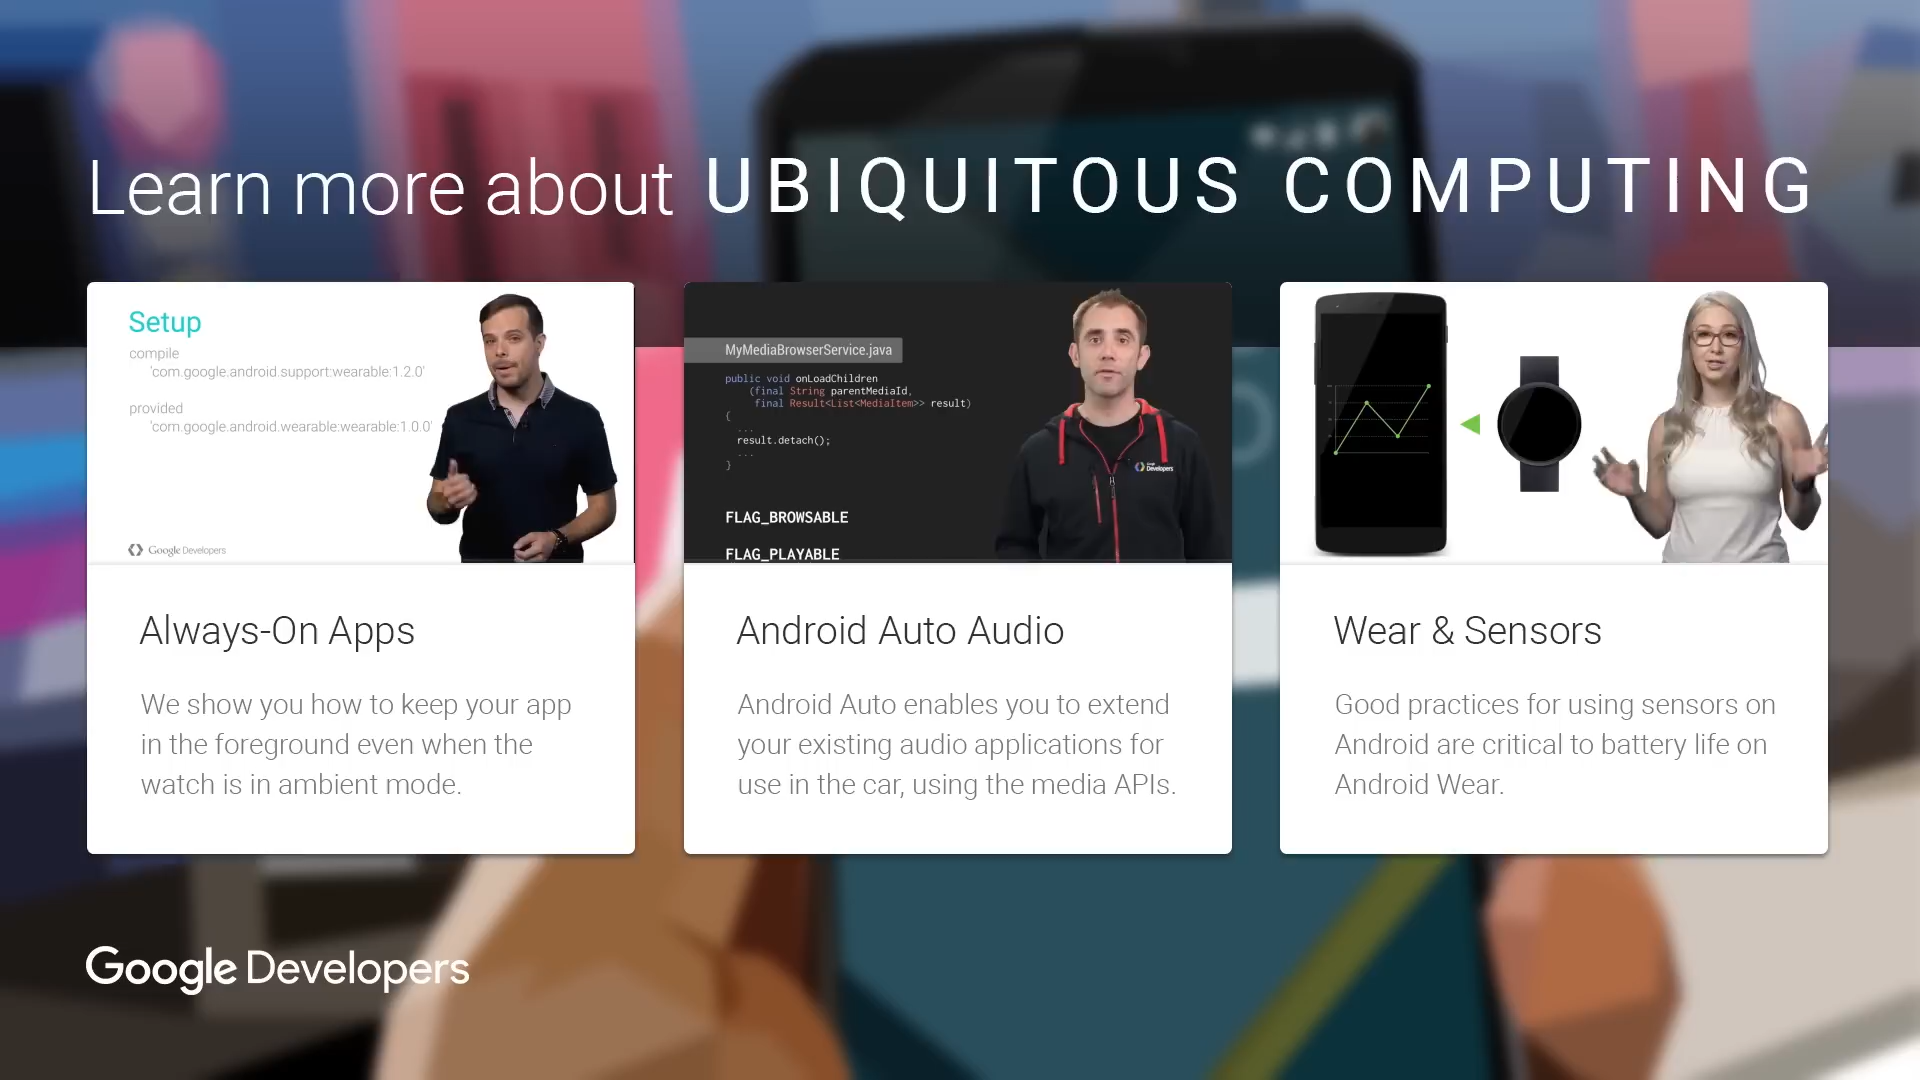 Learn more about UBIQUITOUS COMPUTING
Setup
compile
'com.google.android.support:wearable:1.2.0'
provided
'com.google.android.wearable:wearable:1.0.0'
Google Developers
Always-On Apps
We show you how to keep your app
in the foreground even when the
watch is in ambient mode.
MyMediaBrowserService.java
public void onLoadChildren
(final String parentMediaId,
final Result<List<MediaItem>> result)
{
...
result.detach();
...
}
FLAG_BROWSABLE
FLAG_PLAYABLE
Google
Developers
Android Auto Audio
Android Auto enables you to extend
your existing audio applications for
use in the car, using the media APIs.
Wear & Sensors
Good practices for using sensors on
Android are critical to battery life on
Android Wear.
Google Developers